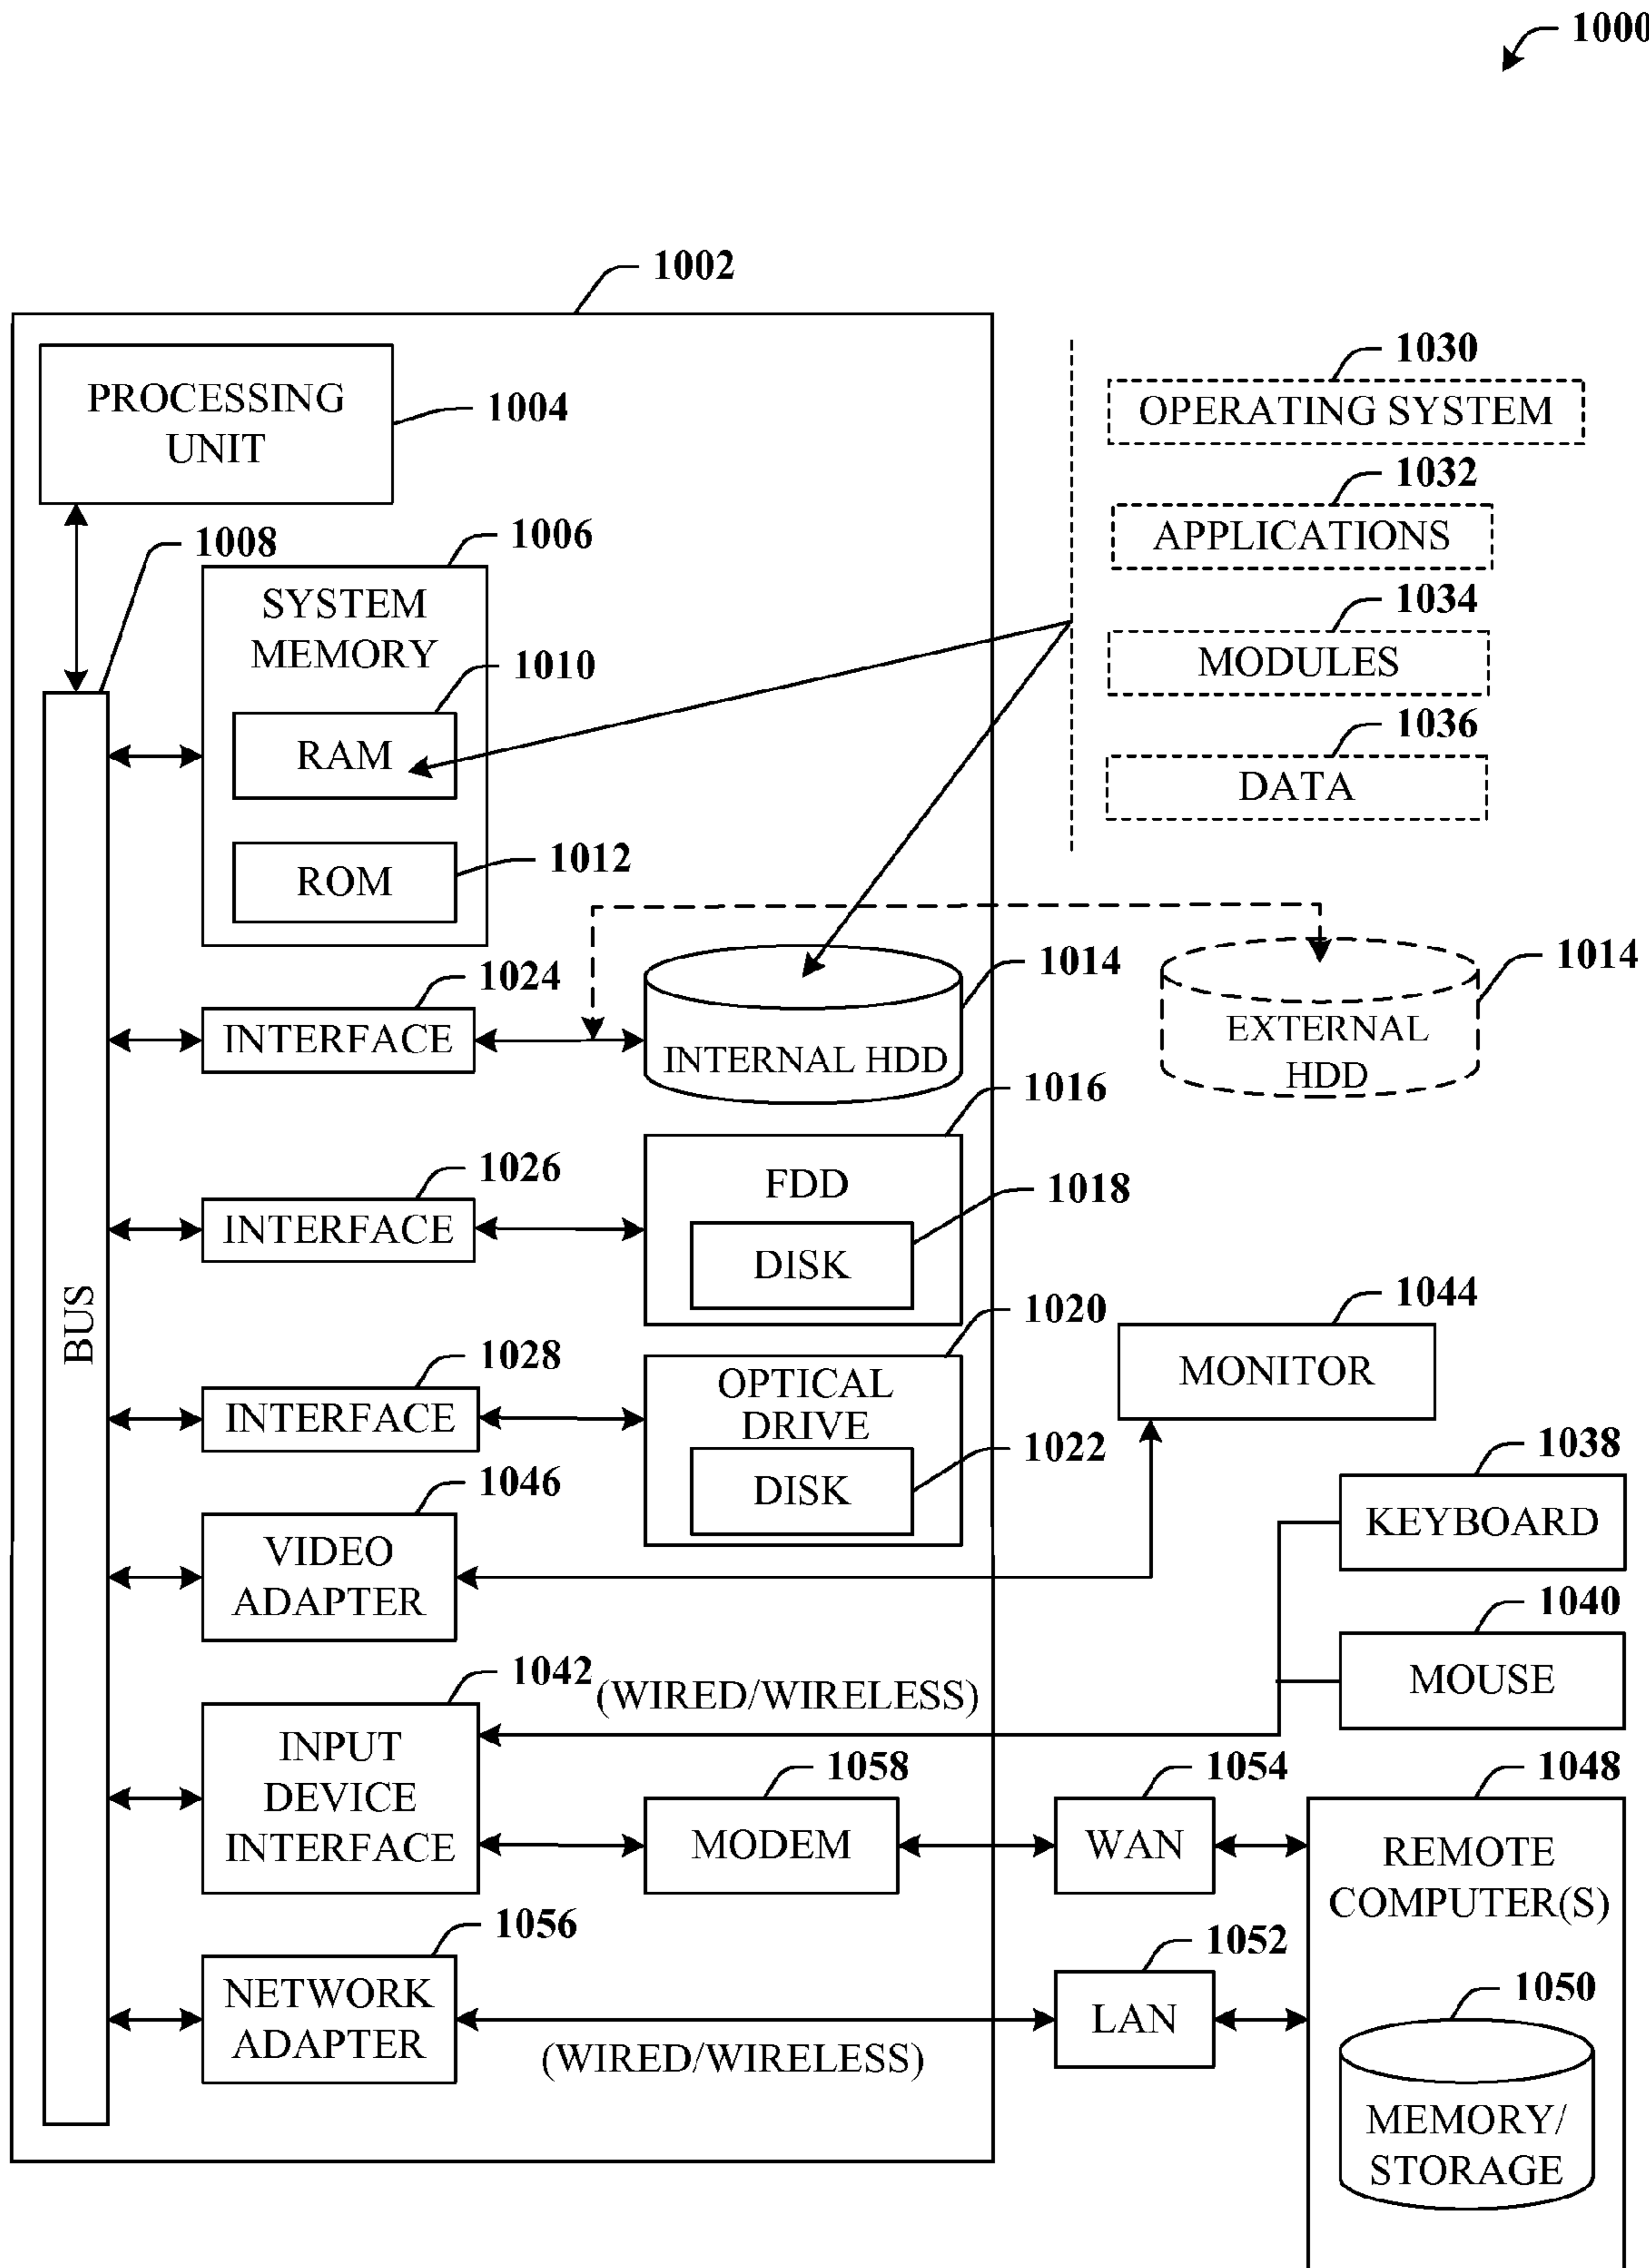 1000
1002
PROCESSING
UNIT
1004
1008
1006
SYSTEM
MEMORY
1010
RAM
1012
ROM
1030
OPERATING SYSTEM
1032
APPLICATIONS
1034
MODULES
1036
DATA
1024
INTERFACE
1014
INTERNAL HDD
1014
EXTERNAL
HDD
1026
INTERFACE
1016
FDD
1018
DISK
BUS
1028
INTERFACE
1020
OPTICAL
DRIVE
1022
DISK
1044
MONITOR
1046
VIDEO
ADAPTER
1038
KEYBOARD
1040
MOUSE
1042
(WIRED/WIRELESS)
INPUT
DEVICE
INTERFACE
1058
MODEM
1054
WAN
1048
REMOTE
COMPUTER(S)
1056
NETWORK
ADAPTER
(WIRED/WIRELESS)
1052
LAN
1050
MEMORY/
STORAGE